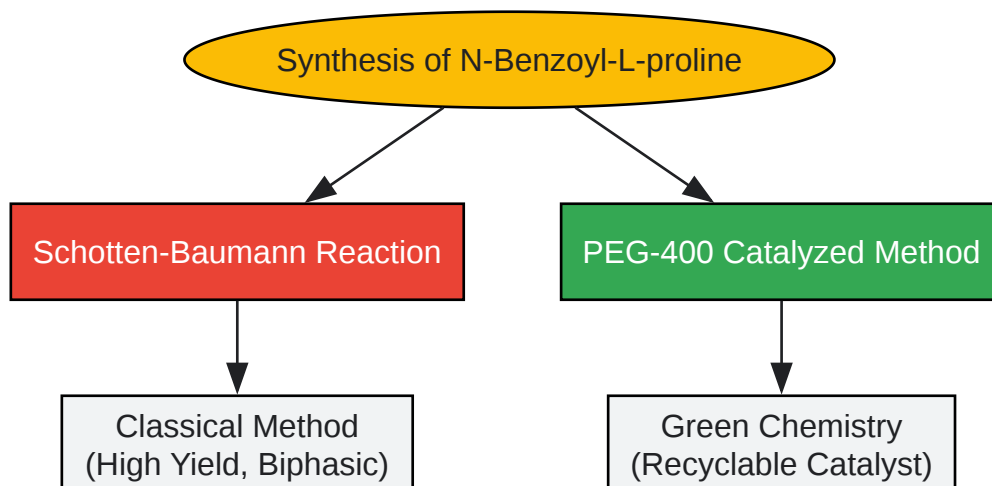 Synthesis of N-Benzoyl-L-proline
Schotten-Baumann Reaction
PEG-400 Catalyzed Method
Classical Method
(High Yield, Biphasic)
Green Chemistry
(Recyclable Catalyst)